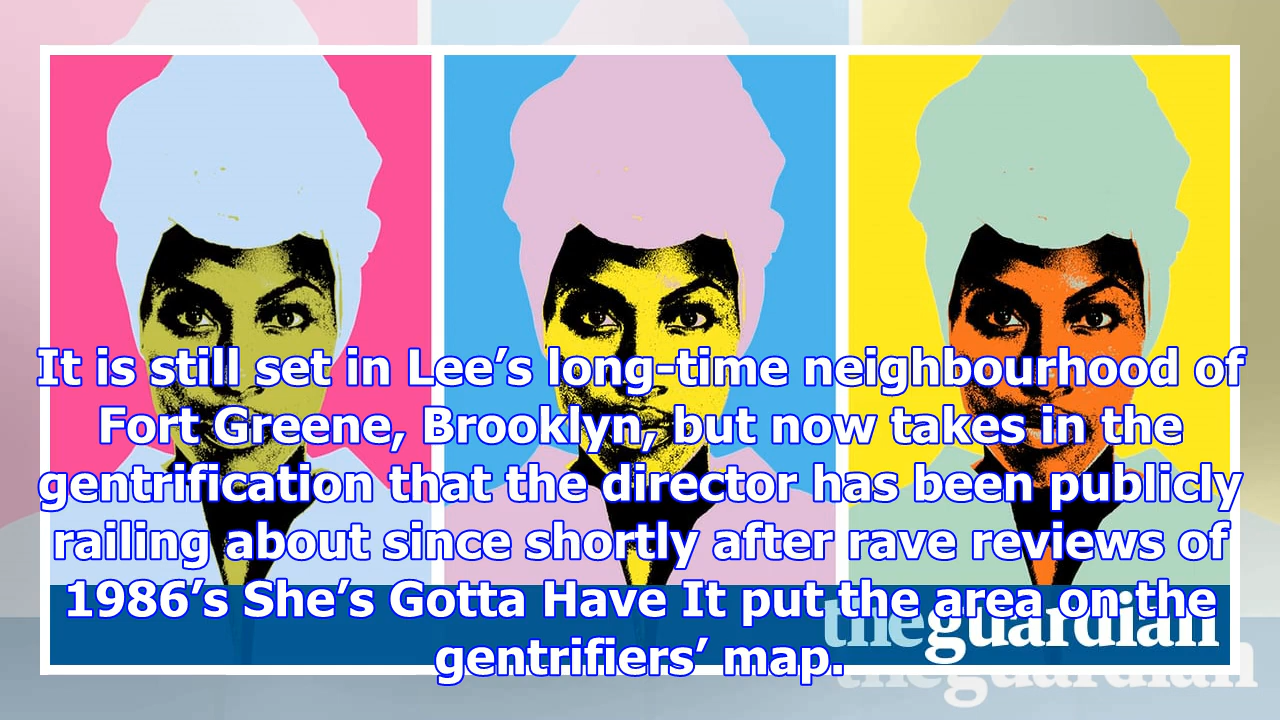 It is still set in Lee’s long-time neighbourhood of
Fort Greene, Brooklyn, but now takes in the
gentrification that the director has been publicly
railing about since shortly after rave reviews of
1986’s She’s Gotta Have It put the area on the
gentrifiers’ map.
theguardian
theguardian